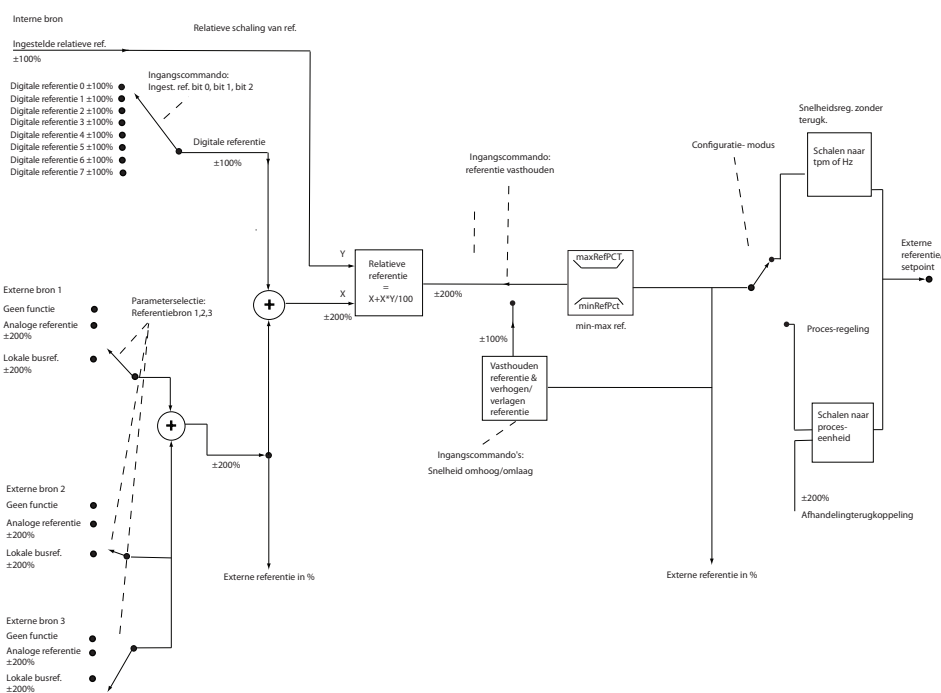 Interne bron
Relatieve schaling van ref.
Ingestelde relatieve ref.
±100%
Ingangscommando:
Ingest. ref. bit 0, bit 1, bit 2
Digitale referentie 0 ±100%
Digitale referentie 1 ±100%
Digitale referentie 2 ±100%
Digitale referentie 3 ±100%
Digitale referentie 4 ±100%
Digitale referentie 5 ±100%
Digitale referentie 6 ±100%
Digitale referentie 7 ±100%
Digitale referentie
±100%
Ingangscommando:
referentie vasthouden
Configuratie- modus
Snelheidsreg. zonder
terugk.
Schalen naar
tpm of Hz
Y
X
±200%
Relatieve
referentie
=
X+X*Y/100
±200%
maxRefPCT
minRefPct
min-max ref.
Externe
referentie/
setpoint
Externe bron 1
Geen functie
Analoge referentie
±200%
Lokale busref.
±200%
Parameterselectie:
Referentiebron 1,2,3
+
+
±200%
±100%
Vasthouden
referentie &
verhogen/
verlagen
referentie
Ingangscommando's:
Snelheid omhoog/omlaag
Proces-regeling
Schalen naar
proces-
eenheid
±200%
Afhandelingterugkoppeling
Externe bron 2
Geen functie
Analoge referentie
±200%
Lokale busref.
±200%
Externe referentie in %
Externe referentie in %
Externe bron 3
Geen functie
Analoge referentie
±200%
Lokale busref.
±200%